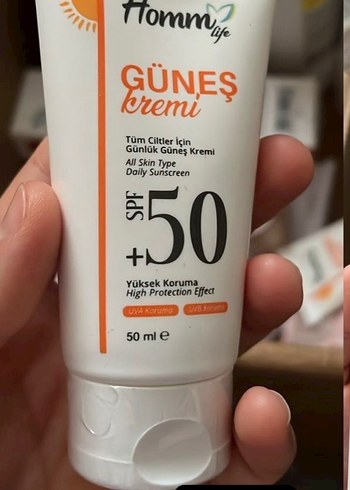 Homm
life
GÜNEŞ
kremi
Tüm Ciltler İçin
Günlük Güneş Kremi
All Skin Type
Daily Sunscreen
SPF +50
Yüksek Koruma
High Protection Effect
UVA Koruma UVB Koruma
50 ml e